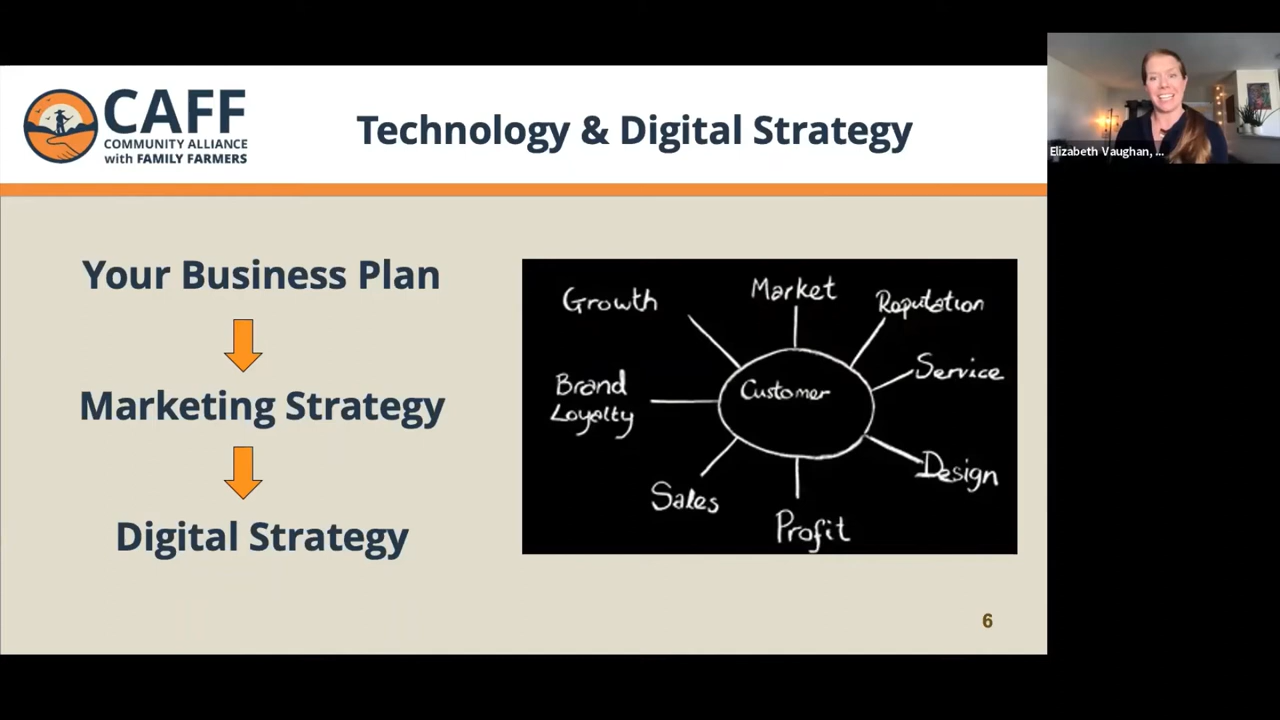 CAFF
COMMUNITY ALLIANCE
with FAMILY FARMERS
Technology & Digital Strategy
Elizabeth Vaughan, ...
Your Business Plan
Marketing Strategy
Digital Strategy
Growth
Market
Reputation
Service
Brand
Loyalty
Customer
Design
Sales
Profit
6